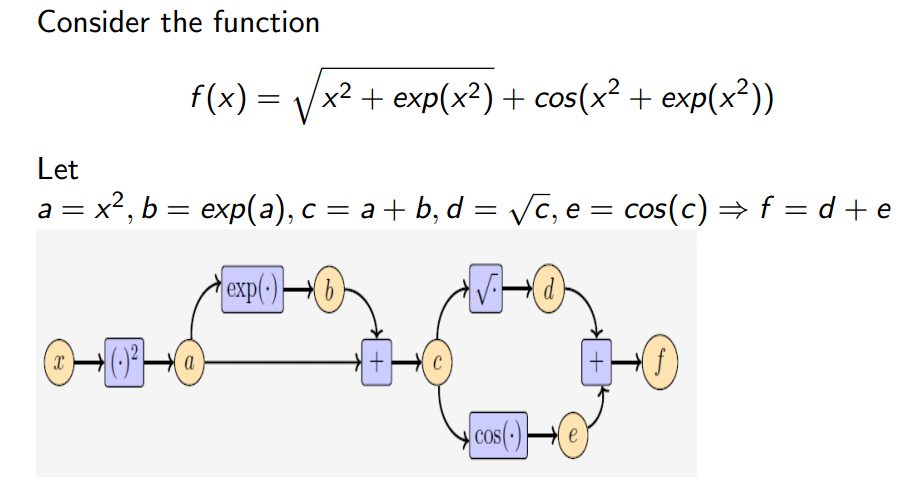 Consider the function
f(x) = √(x² + exp(x²)) + cos(x² + exp(x²))
Let
a = x², b = exp(a), c = a + b, d = √c, e = cos(c) ⇒ f = d + e
exp(·) b √· d
x (·)² a + c + f
cos(·) e